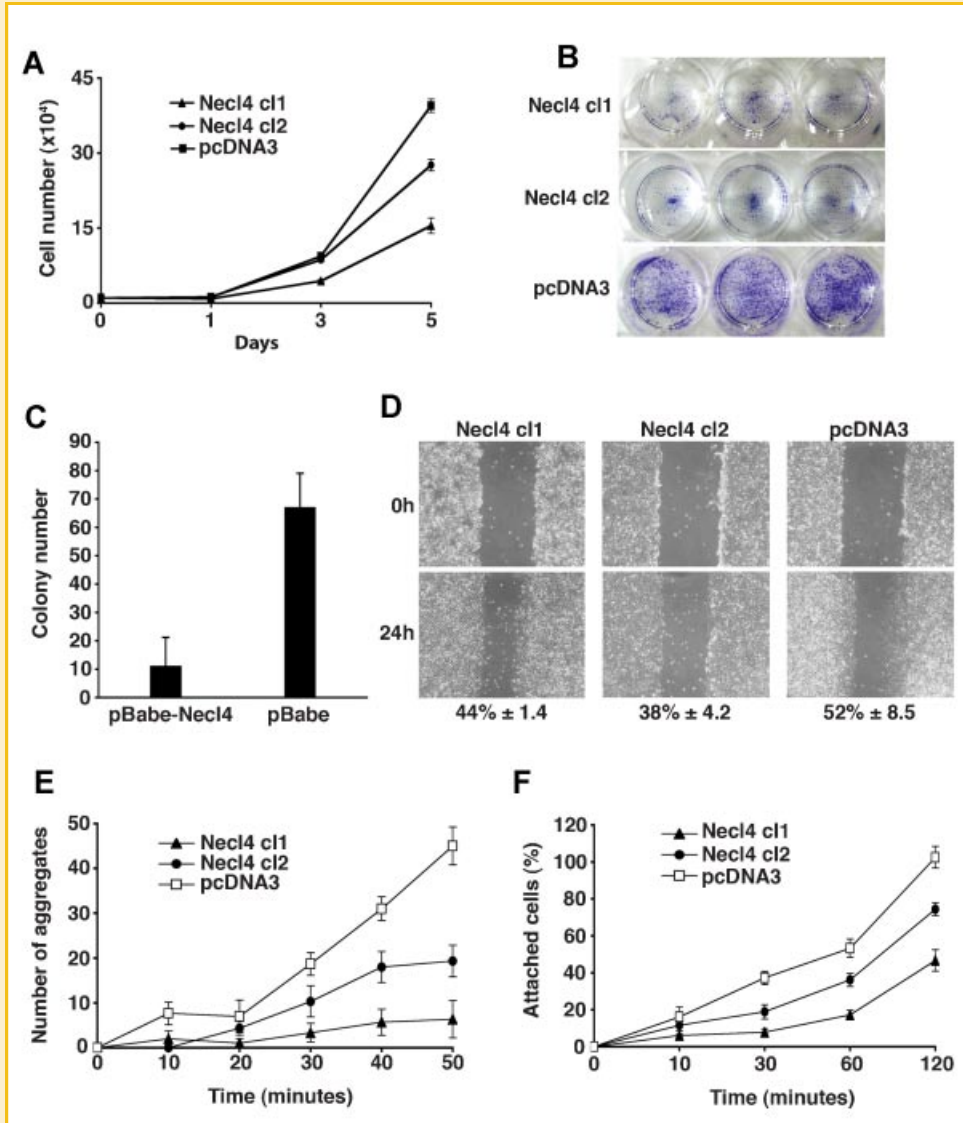 A
Cell number (x10⁴)
45
30
15
0
Necl4 cl1
Necl4 cl2
pcDNA3
0 1 3 5
Days
B
Necl4 cl1
Necl4 cl2
pcDNA3
C
Colony number
90
80
70
60
50
40
30
20
10
0
pBabe-Necl4 pBabe
D
Necl4 cl1 Necl4 cl2 pcDNA3
0h
24h
44% ± 1.4 38% ± 4.2 52% ± 8.5
E
Number of aggregates
50
40
30
20
10
0
Necl4 cl1
Necl4 cl2
pcDNA3
0 10 20 30 40 50
Time (minutes)
F
Attached cells (%)
120
100
80
60
40
20
0
Necl4 cl1
Necl4 cl2
pcDNA3
0 10 30 60 120
Time (minutes)